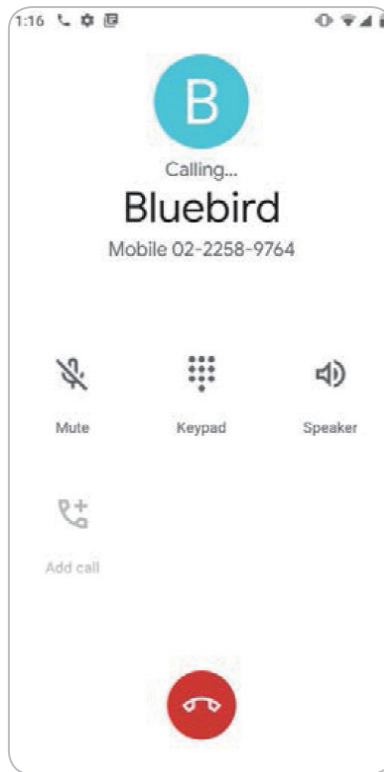 1:16
B
Calling...
Bluebird
Mobile 02-2258-9764
Mute Keypad Speaker
Add call